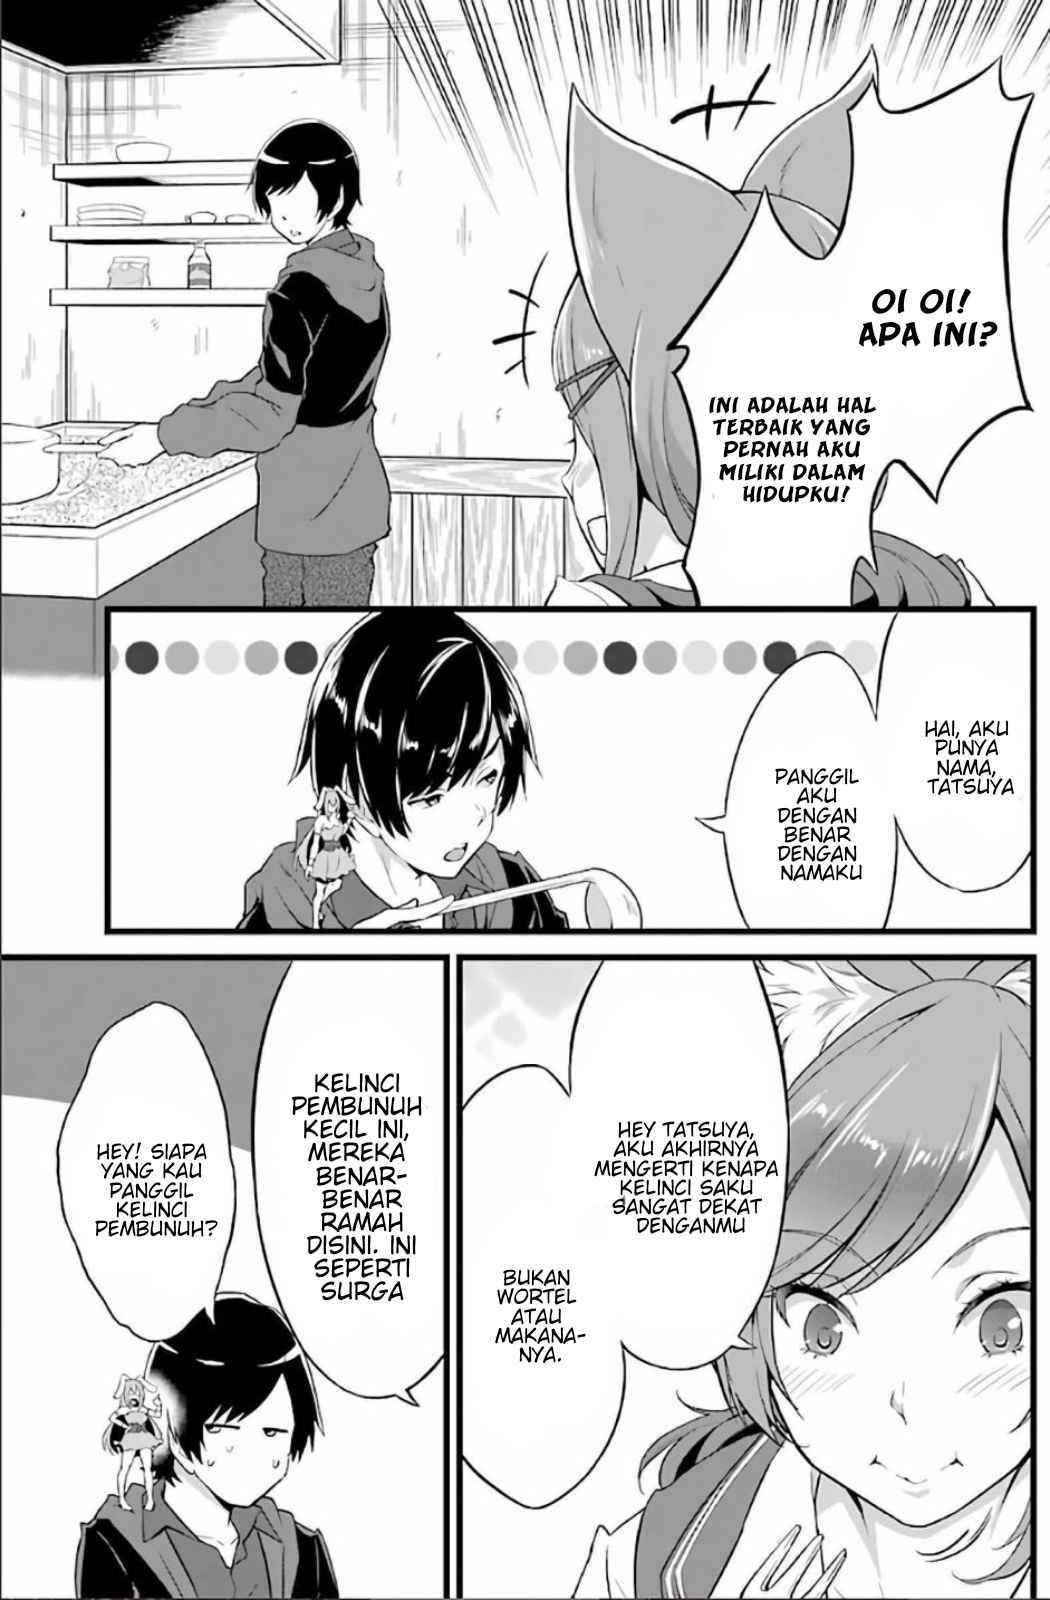 OI OI!
APA INI?
INI ADALAH HAL
TERBAIK YANG
PERNAH AKU
MILIKI DALAM
HIDUPKU!
HAI, AKU
PUNYA
NAMA,
TATSUYA
PANGGIL
AKU
DENGAN
BENAR
DENGAN
NAMAKU
HEY TATSUYA,
AKU AKHIRNYA
MENGERTI KENAPA
KELINCI SAKU
SANGAT DEKAT
DENGANMU
BUKAN
WORTEL
ATAU
MAKANA-
NYA.
KELINCI
PEMBUNUH
KECIL INI,
MEREKA
BENAR-
BENAR
RAMAH
DISINI. INI
SEPERTI
SURGA
HEY! SIAPA
YANG KAU
PANGGIL
KELINCI
PEMBUNUH?